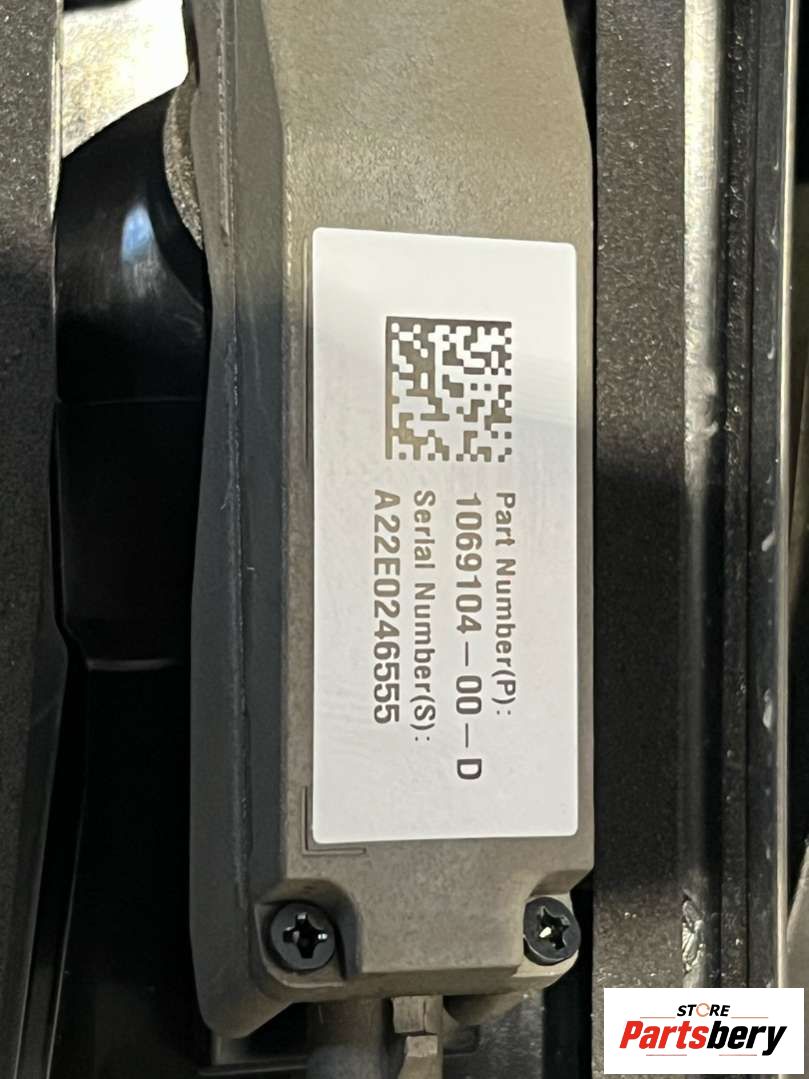 Part Number(P):
1069104-00-D
Serial Number(S):
A22E0246555
STORE
Partsbery